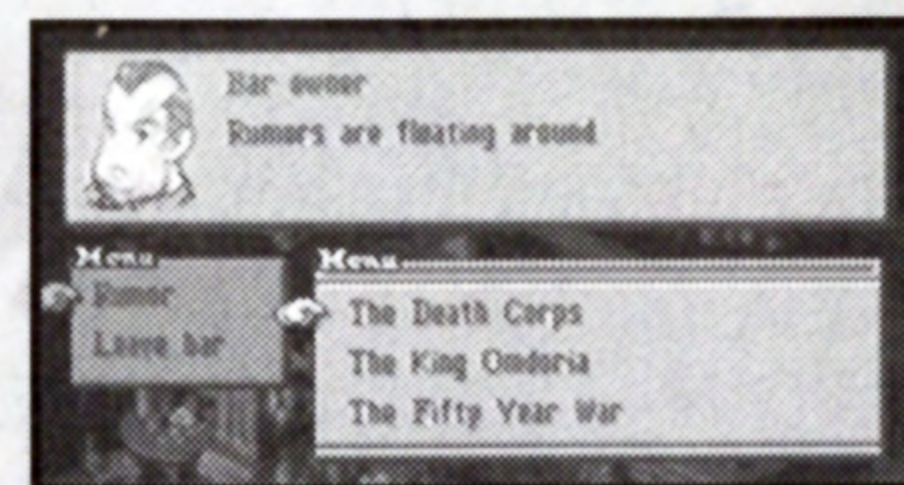 Bar owner
Rumors are floating around
Menu
Rumor
Leave bar
Menu
The Death Corps
The King Omdoria
The Fifty Year War